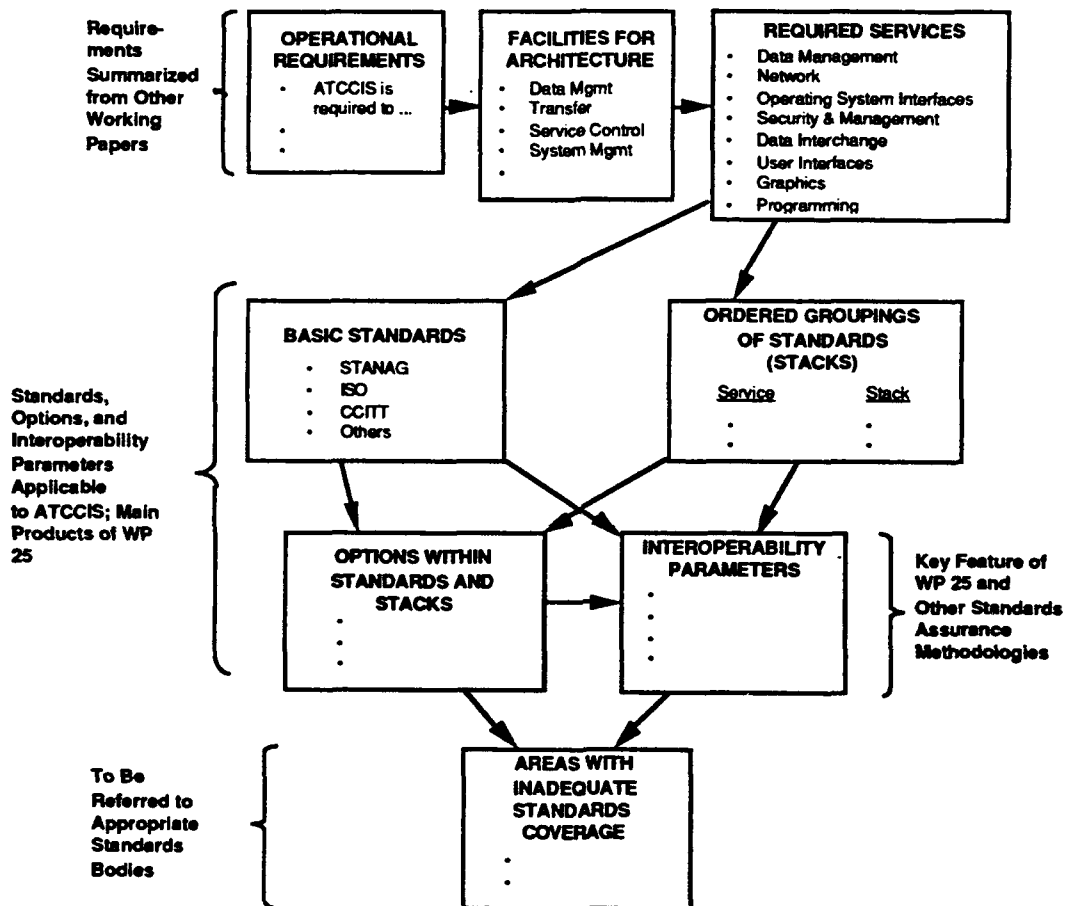 Require-
ments
Summarized
from Other
Working
Papers
OPERATIONAL
REQUIREMENTS
• ATCCIS is
required to ...
•
•
FACILITIES FOR
ARCHITECTURE
• Data Mgmt
• Transfer
• Service Control
• System Mgmt
•
REQUIRED SERVICES
• Data Management
• Network
• Operating System Interfaces
• Security & Management
• Data Interchange
• User Interfaces
• Graphics
• Programming
Standards,
Options, and
Interoperability
Parameters
Applicable
to ATCCIS; Main
Products of WP
25
BASIC STANDARDS
• STANAG
• ISO
• CCITT
• Others
ORDERED GROUPINGS
OF STANDARDS
(STACKS)
Service Stack
• •
• •
OPTIONS WITHIN
STANDARDS AND
STACKS
•
•
•
INTEROPERABILITY
PARAMETERS
•
•
•
•
Key Feature of
WP 25 and
Other Standards
Assurance
Methodologies
To Be
Referred to
Appropriate
Standards
Bodies
AREAS WITH
INADEQUATE
STANDARDS
COVERAGE
•
•